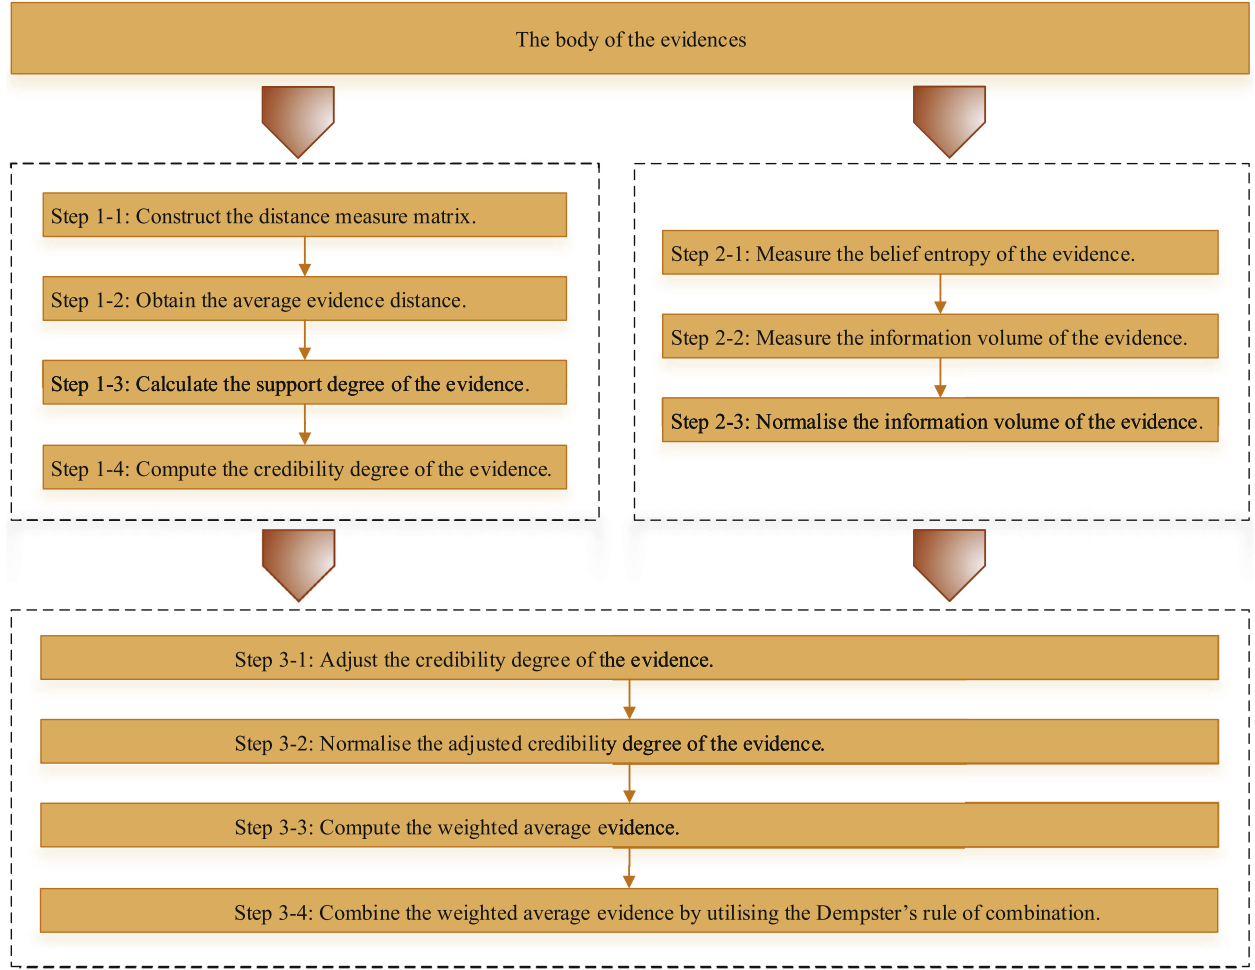 The body of the evidences
Step 1-1: Construct the distance measure matrix.
Step 1-2: Obtain the average evidence distance.
Step 1-3: Calculate the support degree of the evidence.
Step 1-4: Compute the credibility degree of the evidence.
Step 2-1: Measure the belief entropy of the evidence.
Step 2-2: Measure the information volume of the evidence.
Step 2-3: Normalise the information volume of the evidence.
Step 3-1: Adjust the credibility degree of the evidence.
Step 3-2: Normalise the adjusted credibility degree of the evidence.
Step 3-3: Compute the weighted average evidence.
Step 3-4: Combine the weighted average evidence by utilising the Dempster’s rule of combination.